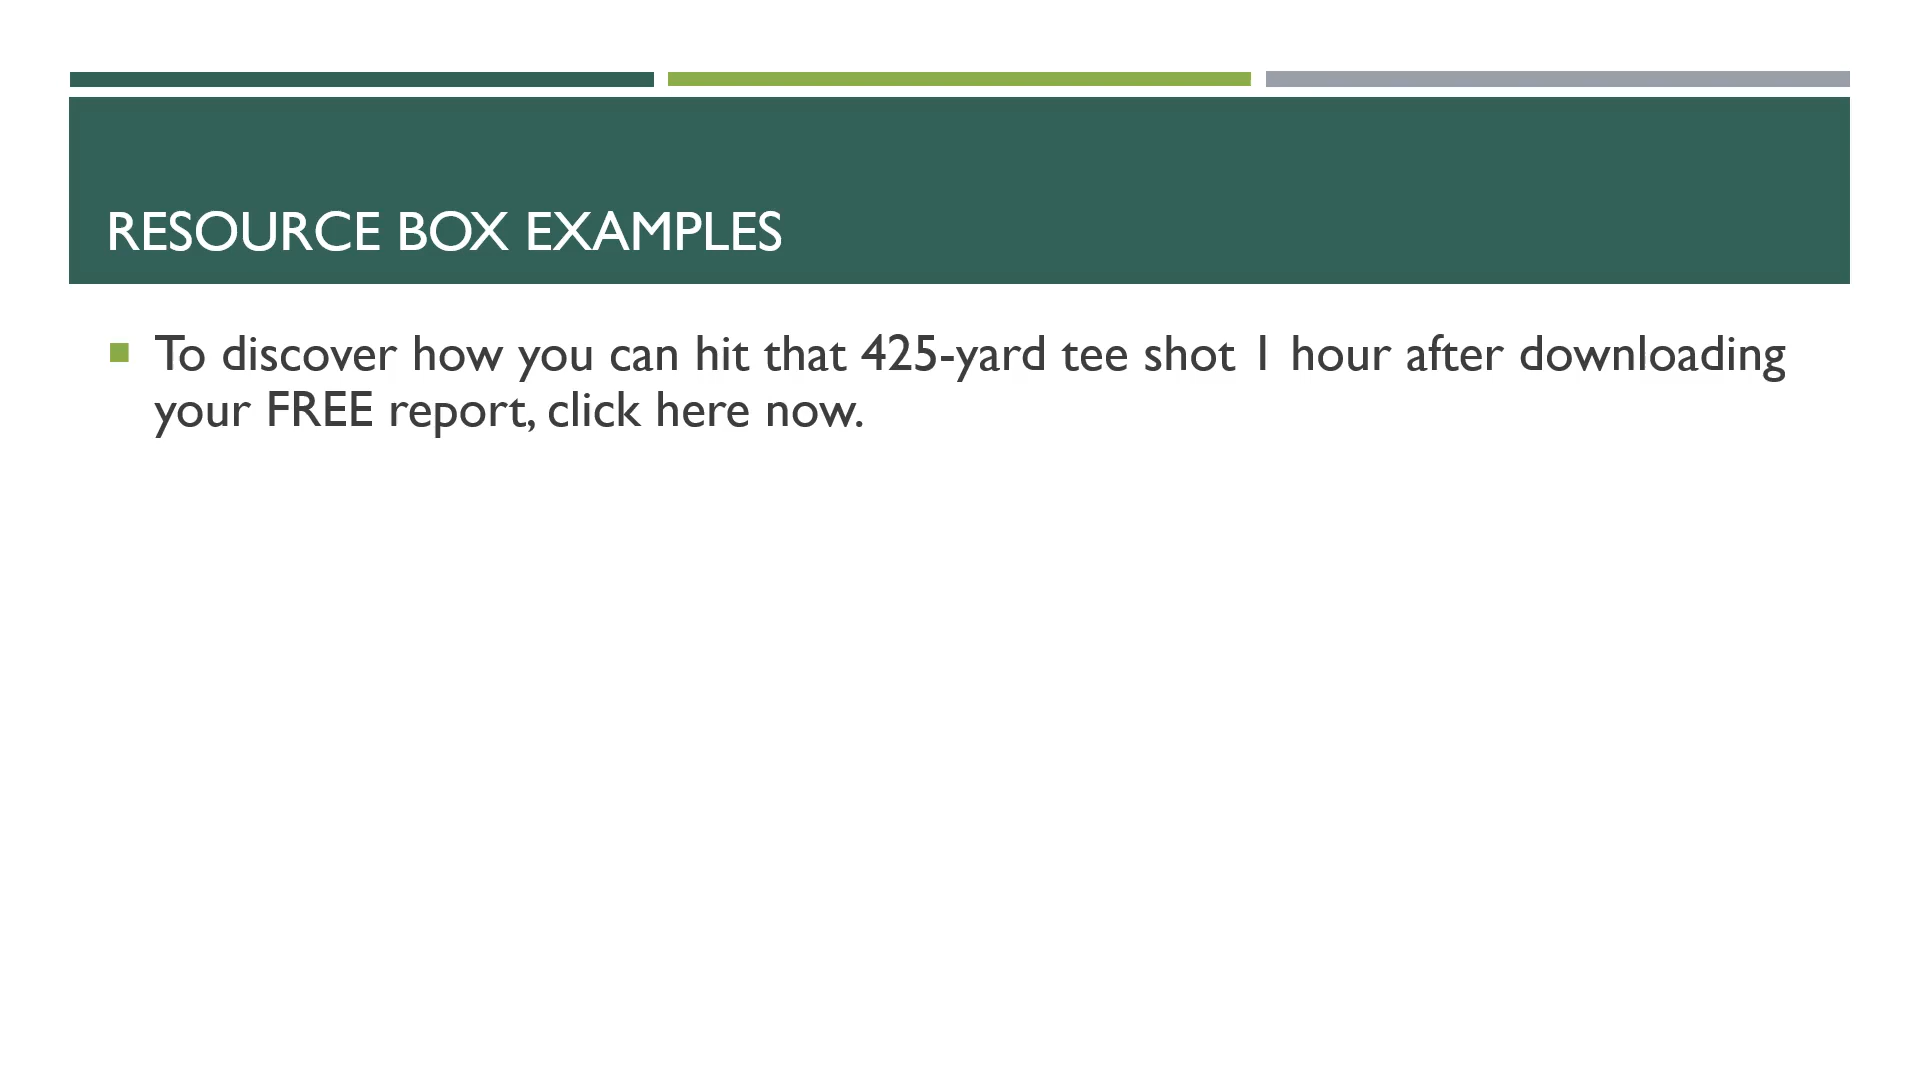 RESOURCE BOX EXAMPLES
To discover how you can hit that 425-yard tee shot 1 hour after downloading
your FREE report, click here now.